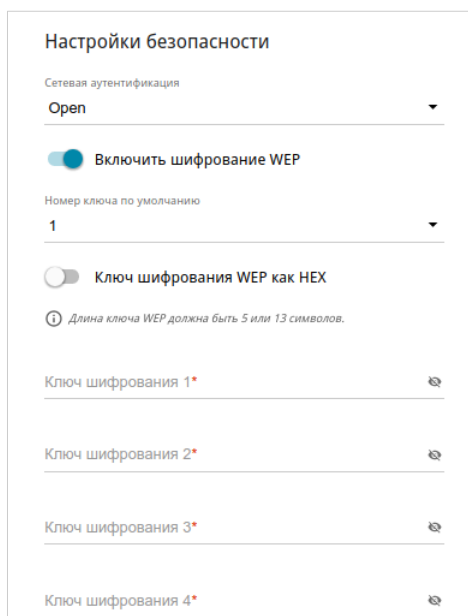 Настройки безопасности
Сетевая аутентификация
Open
Включить шифрование WEP
Номер ключа по умолчанию
1
Ключ шифрования WEP как HEX
Длина ключа WEP должна быть 5 или 13 символов.
Ключ шифрования 1*
Ключ шифрования 2*
Ключ шифрования 3*
Ключ шифрования 4*